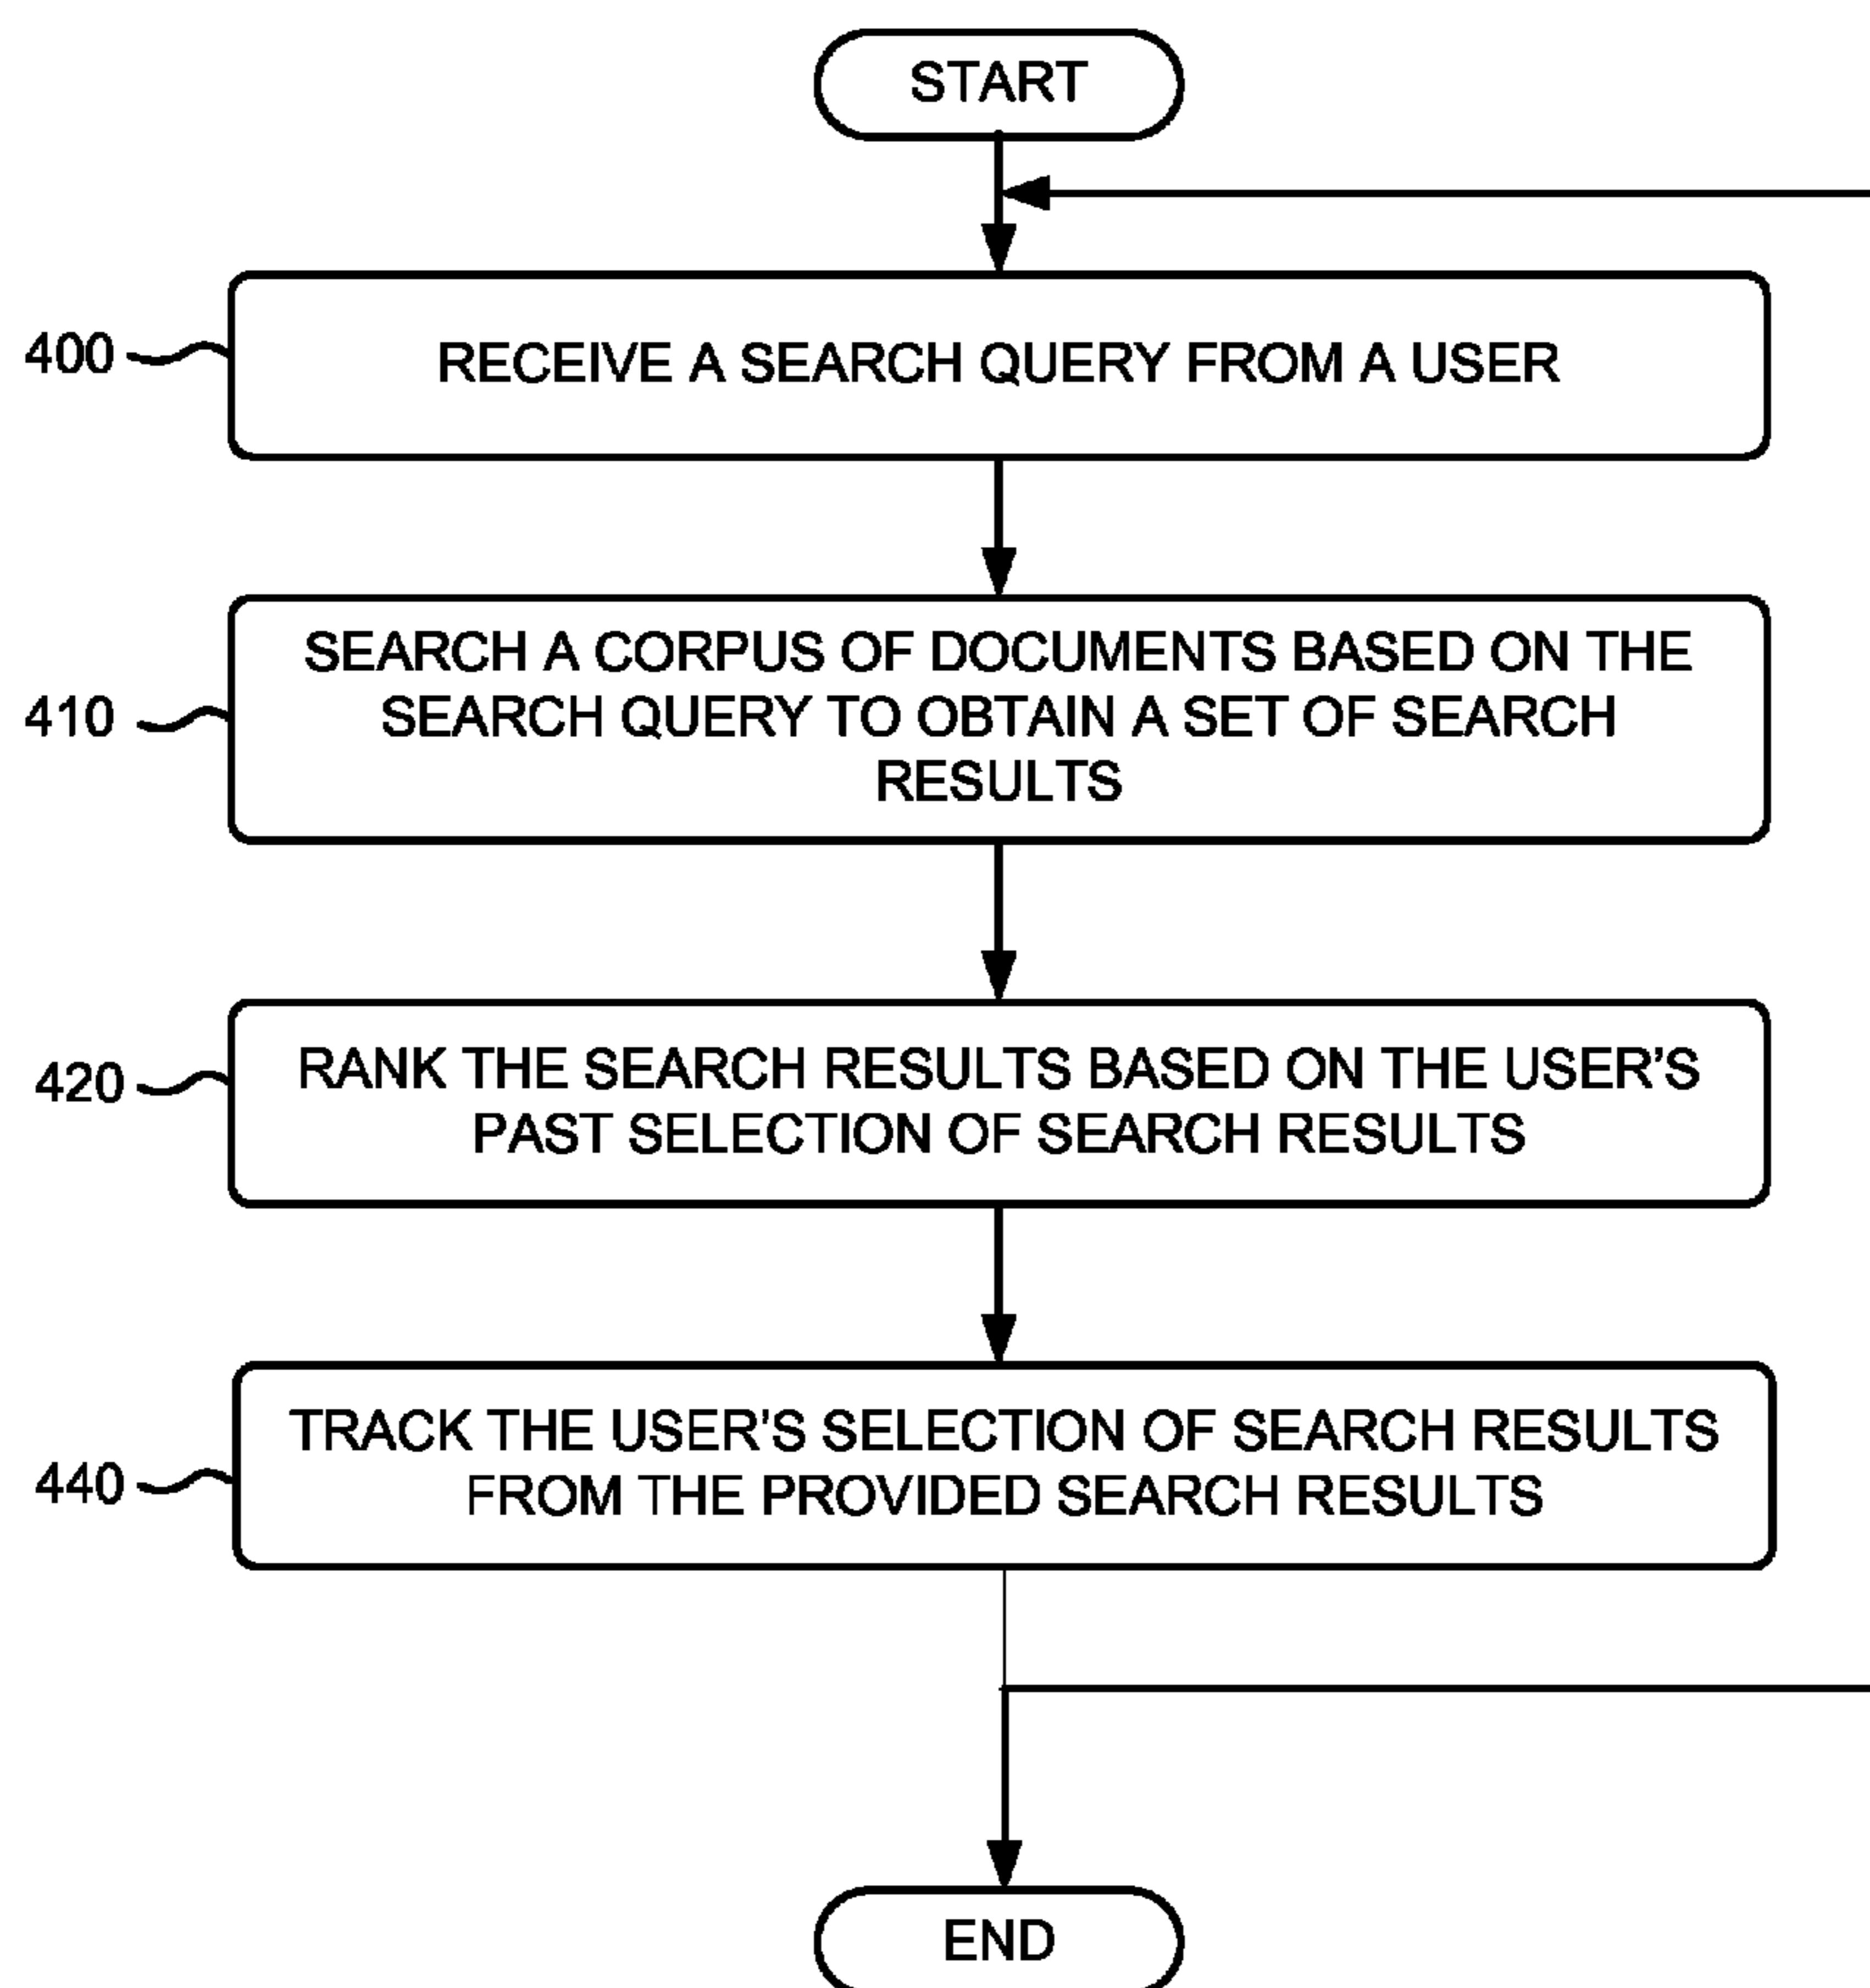 START
400
RECEIVE A SEARCH QUERY FROM A USER
410
SEARCH A CORPUS OF DOCUMENTS BASED ON THE
SEARCH QUERY TO OBTAIN A SET OF SEARCH
RESULTS
420
RANK THE SEARCH RESULTS BASED ON THE USER'S
PAST SELECTION OF SEARCH RESULTS
440
TRACK THE USER'S SELECTION OF SEARCH RESULTS
FROM THE PROVIDED SEARCH RESULTS
END